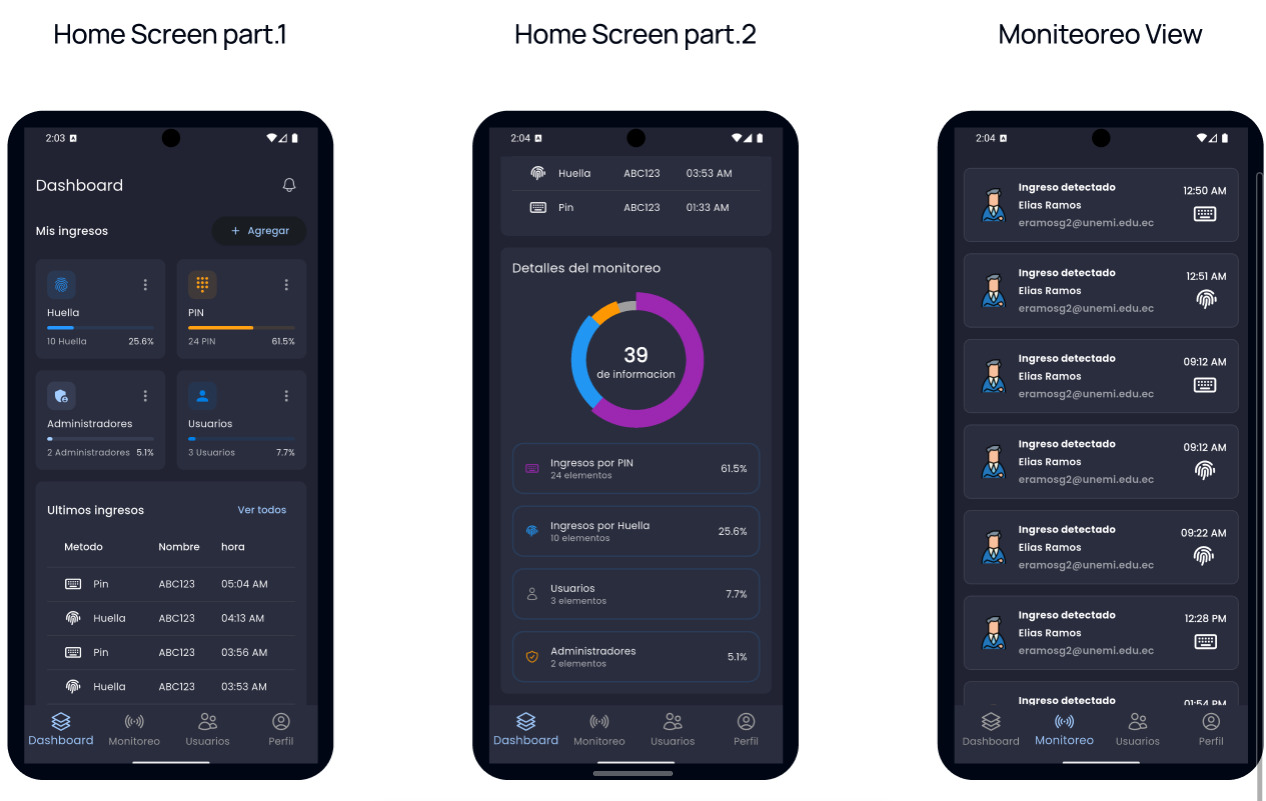 Home Screen part.1
Home Screen part.2
Moniteoreo View
2:03
Dashboard
Mis ingresos
+ Agregar
Huella
10 Huella 25.6%
PIN
24 PIN 61.5%
Administradores
2 Administradores 5.1%
Usuarios
3 Usuarios 7.7%
Ultimos ingresos Ver todos
Metodo Nombre hora
Pin ABC123 05:04 AM
Huella ABC123 04:13 AM
Pin ABC123 03:56 AM
Huella ABC123 03:53 AM
Dashboard Monitoreo Usuarios Perfil
2:04
Huella ABC123 03:53 AM
Pin ABC123 01:33 AM
Detalles del monitoreo
39
de informacion
Ingresos por PIN
24 elementos
61.5%
Ingresos por Huella
10 elementos
25.6%
Usuarios
3 elementos
7.7%
Administradores
2 elementos
5.1%
Dashboard Monitoreo Usuarios Perfil
2:04
Ingreso detectado
Elias Ramos
eramosg2@unemi.edu.ec
12:50 AM
Ingreso detectado
Elias Ramos
eramosg2@unemi.edu.ec
12:51 AM
Ingreso detectado
Elias Ramos
eramosg2@unemi.edu.ec
09:12 AM
Ingreso detectado
Elias Ramos
eramosg2@unemi.edu.ec
09:12 AM
Ingreso detectado
Elias Ramos
eramosg2@unemi.edu.ec
09:22 AM
Ingreso detectado
Elias Ramos
eramosg2@unemi.edu.ec
12:28 PM
Ingreso detectado
01:54 PM
Dashboard Monitoreo Usuarios Perfil